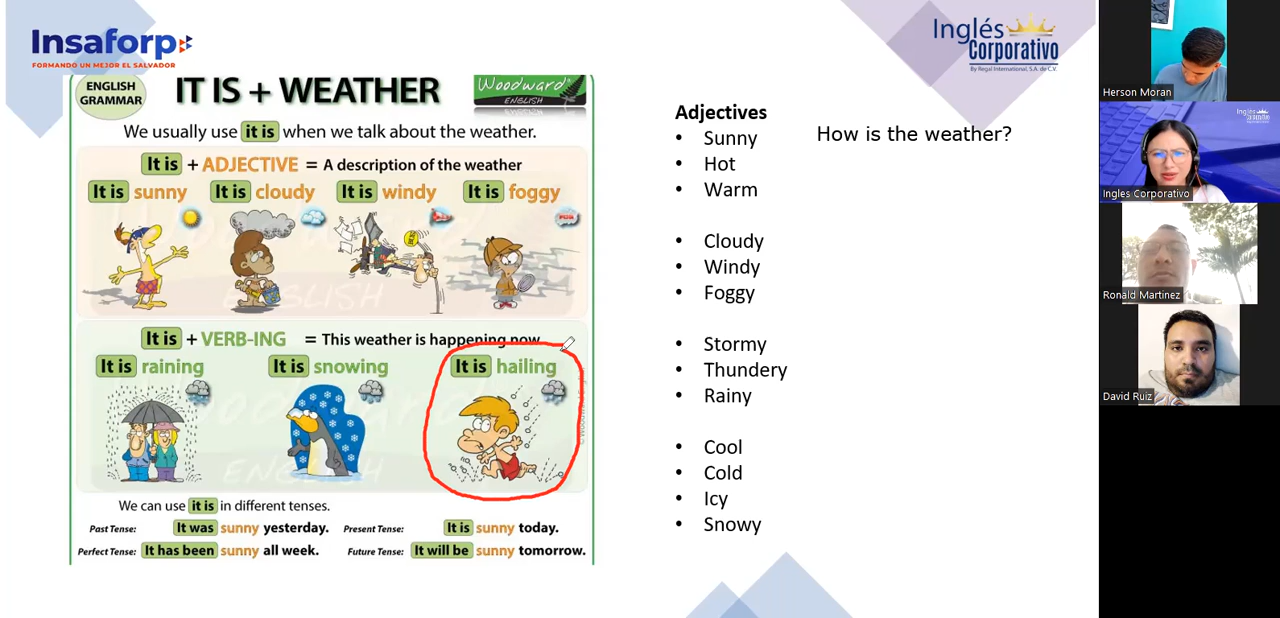 Insaforp
FORMANDO UN MEJOR EL SALVADOR
Inglés
Corporativo
By Regal International, S.A. de C.V.
ENGLISH
GRAMMAR
IT IS + WEATHER
Woodward®
ENGLISH
We usually use it is when we talk about the weather.
It is + ADJECTIVE = A description of the weather
It is sunny
It is cloudy
It is windy
It is foggy
It is + VERB-ING = This weather is happening now
It is raining
It is snowing
It is hailing
We can use it is in different tenses.
Past Tense: It was sunny yesterday.
Present Tense: It is sunny today.
Perfect Tense: It has been sunny all week.
Future Tense: It will be sunny tomorrow.
Adjectives
• Sunny
• Hot
• Warm
• Cloudy
• Windy
• Foggy
• Stormy
• Thundery
• Rainy
• Cool
• Cold
• Icy
• Snowy
How is the weather?
Herson Moran
Ingles Corporativo
Ronald Martinez
David Ruiz